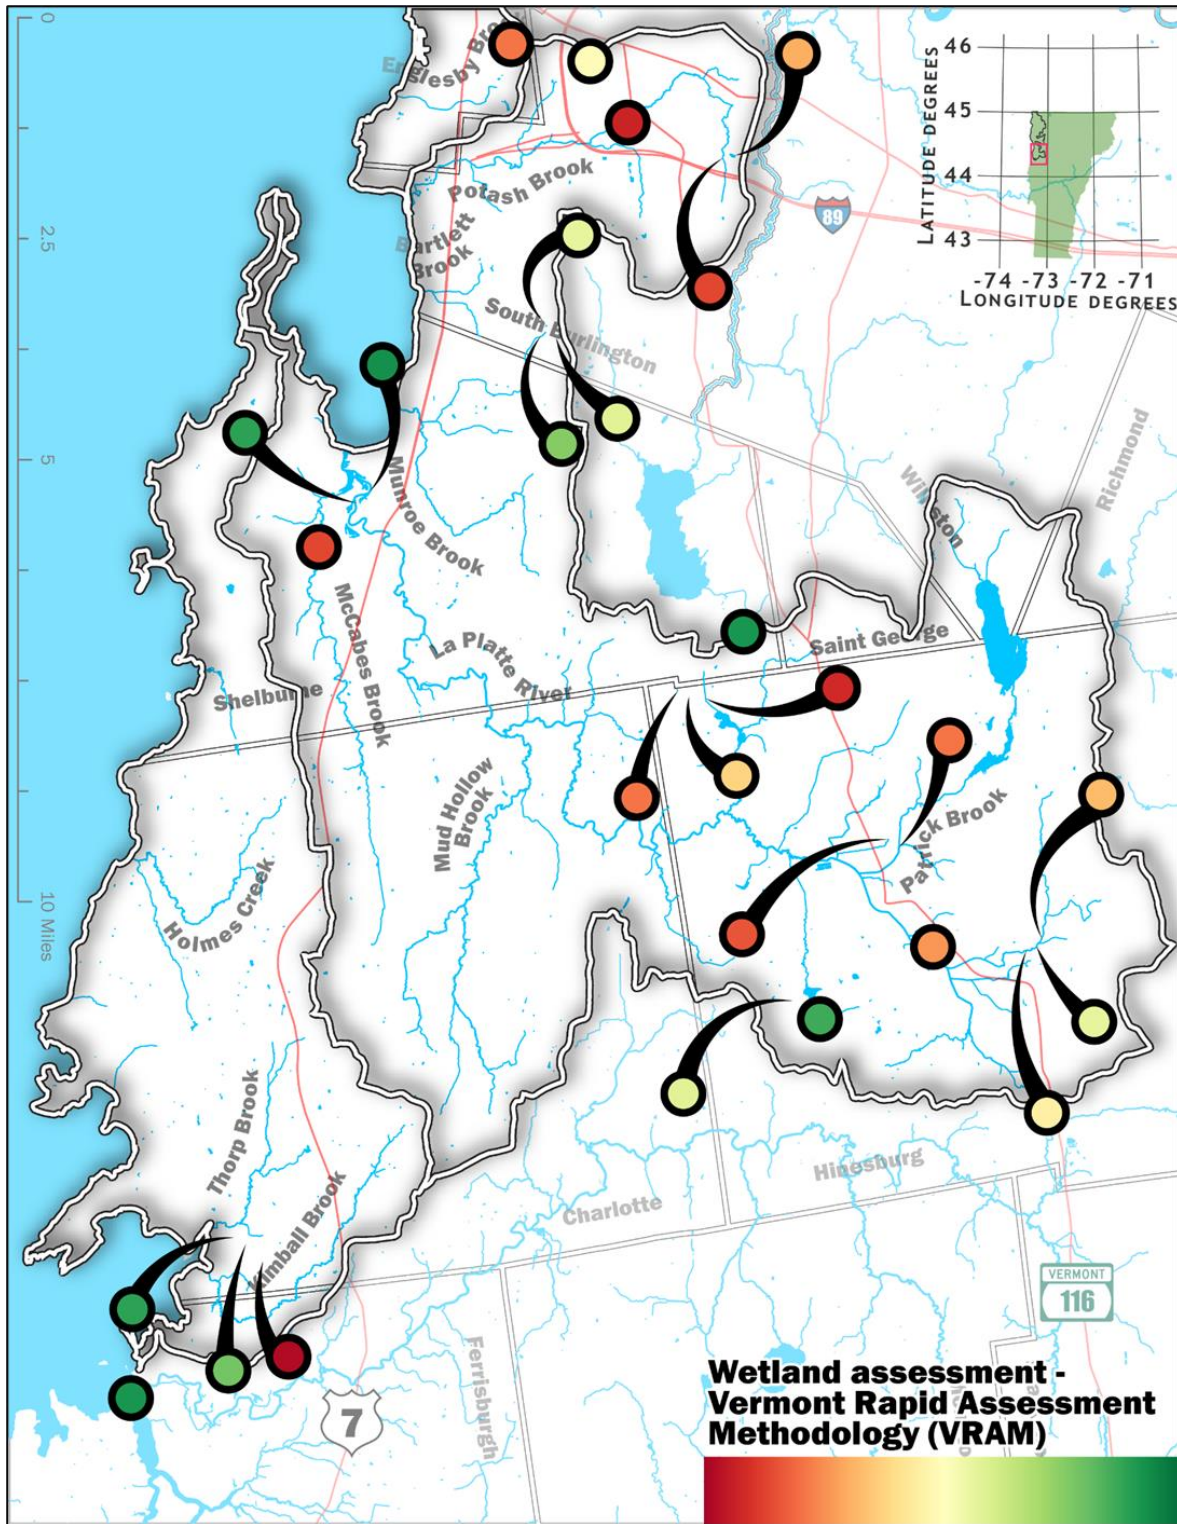 0
2.5
5
10 Miles
Englesby Brook
Potash Brook
Bartlett
Brook
South Burlington
89
46
45
44
43
LATITUDE DEGREES
-74 -73 -72 -71
LONGITUDE DEGREES
Munroe Brook
McCabes Brook
La Platte River
Shelburne
Williston
Richmond
Saint George
Mud Hollow
Brook
Patrick Brook
Holmes Creek
Thorp Brook
Kimball Brook
Charlotte
Hinesburg
Ferrisburgh
7
VERMONT
116
Wetland assessment -
Vermont Rapid Assessment
Methodology (VRAM)